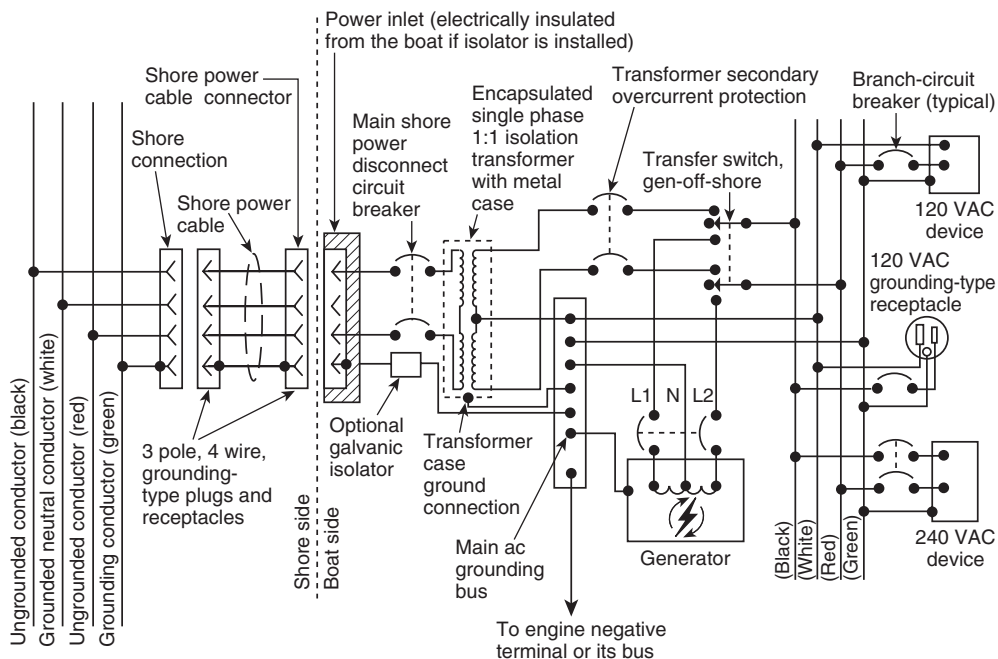 Power inlet (electrically insulated
from the boat if isolator is installed)
Shore power
cable connector
Shore
connection
Shore power
cable
Main shore
power
disconnect
circuit
breaker
Encapsulated
single phase
1:1 isolation
transformer
with metal
case
Transformer secondary
overcurrent protection
Transfer switch,
gen-off-shore
Branch-circuit
breaker (typical)
120 VAC
device
120 VAC
grounding-type
receptacle
240 VAC
device
Ungrounded conductor (black)
Grounded neutral conductor (white)
Ungrounded conductor (red)
Grounding conductor (green)
3 pole, 4 wire,
grounding-
type plugs and
receptacles
Shore side
Boat side
Optional
galvanic
isolator
Transformer
case
ground
connection
Main ac
grounding
bus
L1 N L2
Generator
(Black)
(White)
(Red)
(Green)
To engine negative
terminal or its bus